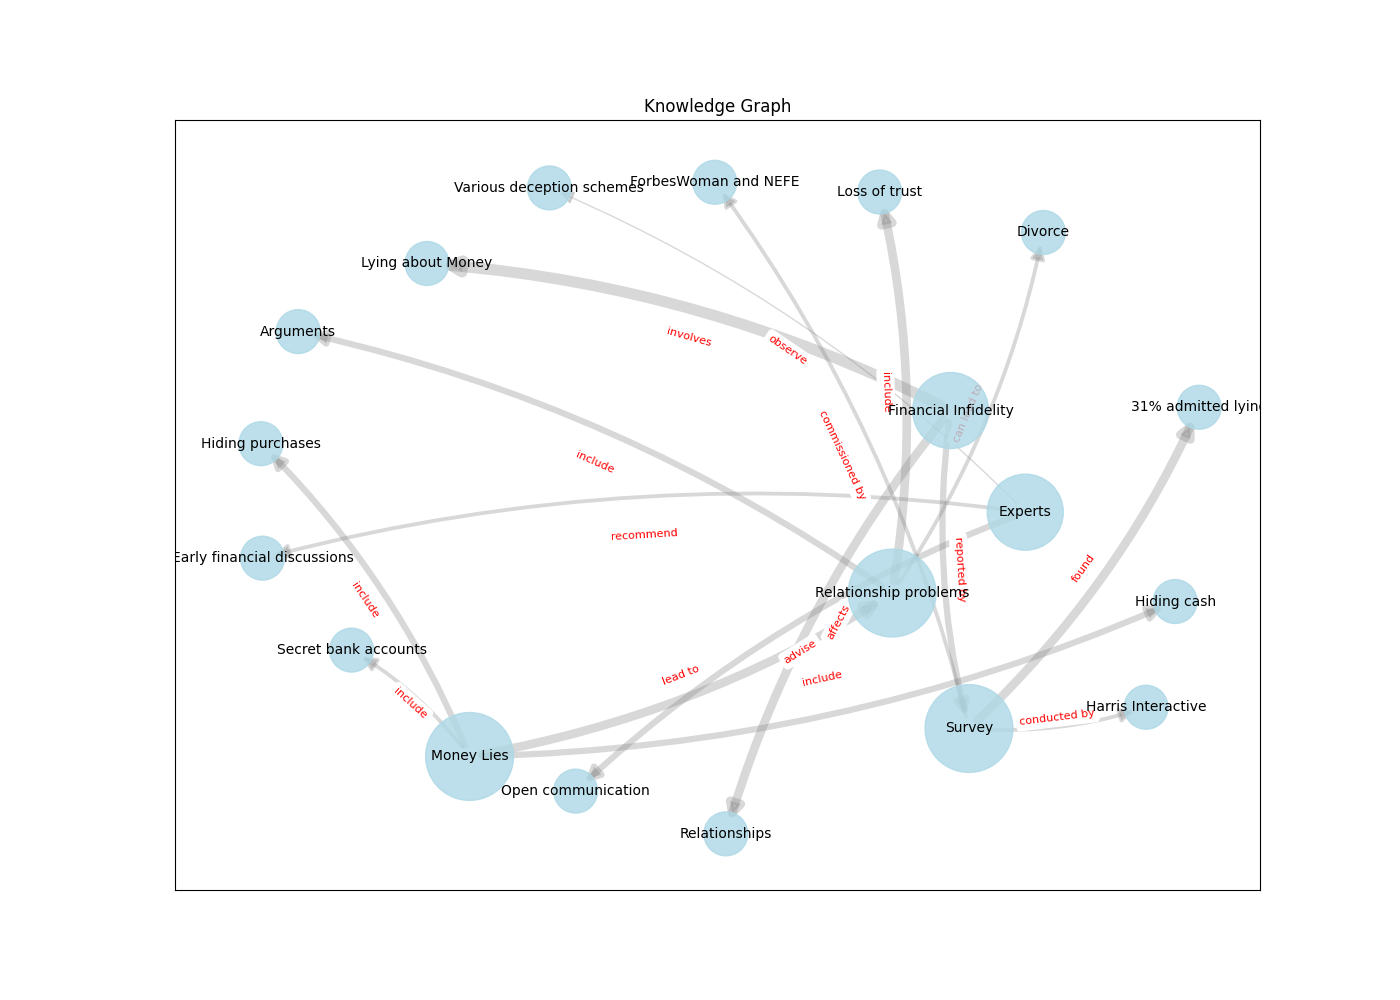 Knowledge Graph
Various deception schemes
ForbesWoman and NEFE
Loss of trust
Divorce
Lying about Money
Arguments
involves
observe
include
can lead to
Financial Infidelity
31% admitted lying
Hiding purchases
include
commissioned by
Experts
recommend
Early financial discussions
include
reported by
found
Relationship problems
Hiding cash
affects
Secret bank accounts
advise
lead to
include
include
conducted by
Harris Interactive
Survey
Money Lies
Open communication
Relationships